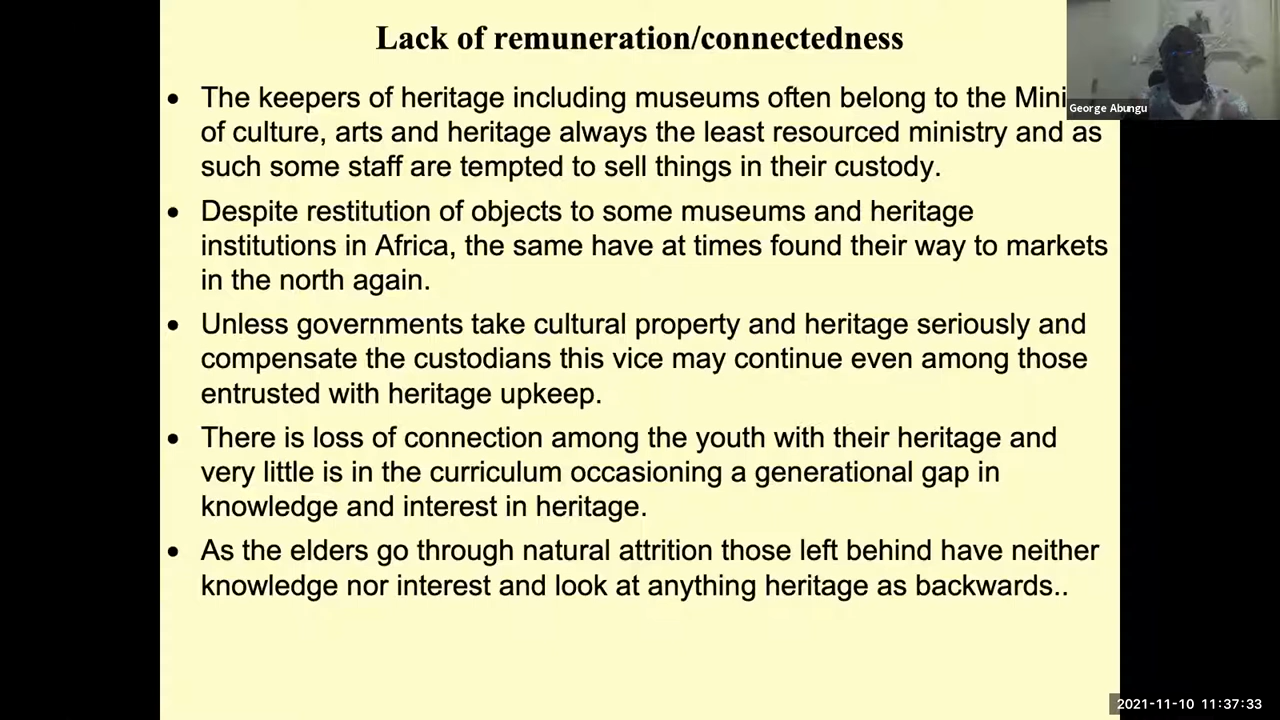 Lack of remuneration/connectedness
• The keepers of heritage including museums often belong to the Mini
of culture, arts and heritage always the least resourced ministry and as
such some staff are tempted to sell things in their custody.
• Despite restitution of objects to some museums and heritage
institutions in Africa, the same have at times found their way to markets
in the north again.
• Unless governments take cultural property and heritage seriously and
compensate the custodians this vice may continue even among those
entrusted with heritage upkeep.
• There is loss of connection among the youth with their heritage and
very little is in the curriculum occasioning a generational gap in
knowledge and interest in heritage.
• As the elders go through natural attrition those left behind have neither
knowledge nor interest and look at anything heritage as backwards..
George Abungu
2021-11-10 11:37:33